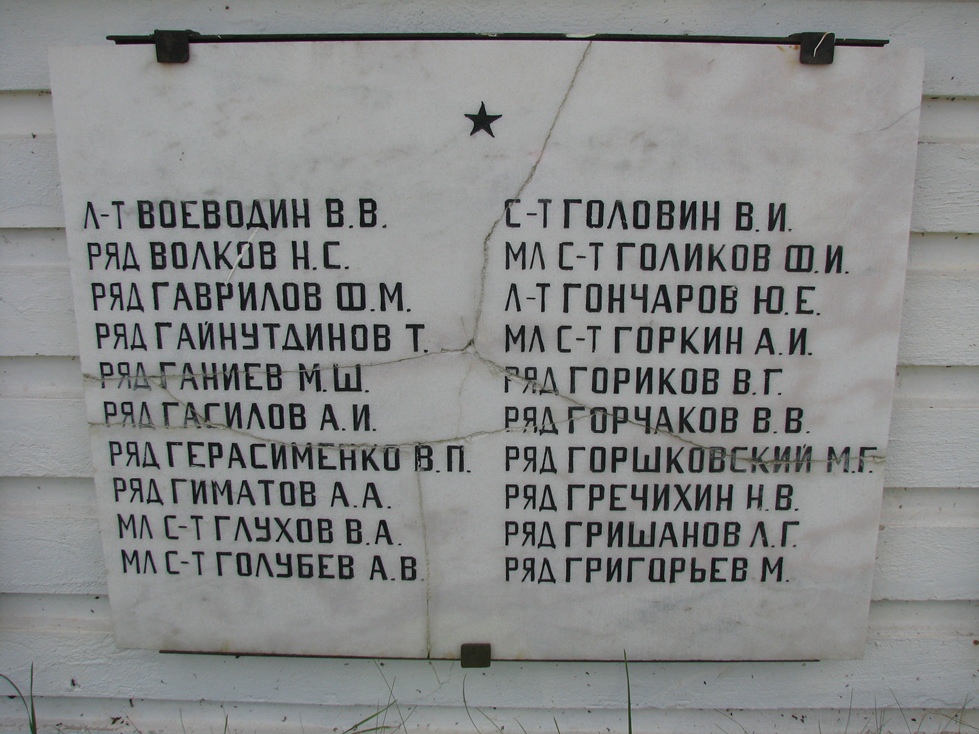 Л-Т ВОЕВОДИН В.В.
РЯД ВОЛКОВ Н.С.
РЯД ГАВРИЛОВ Ф.М.
РЯД ГАЙНУТДИНОВ Т.
РЯД ГАНИЕВ М.Ш.
РЯД ГАСИЛОВ А.И.
РЯД ГЕРАСИМЕНКО В.П.
РЯД ГИМАТОВ А.А.
МЛ С-Т ГЛУХОВ В.А.
МЛ С-Т ГОЛУБЕВ А.В.
С-Т ГОЛОВИН В.И.
МЛ С-Т ГОЛИКОВ Ф.И.
Л-Т ГОНЧАРОВ Ю.Е.
МЛ С-Т ГОРКИН А.И.
РЯД ГОРИКОВ В.Г.
РЯД ГОРЧАКОВ В.В.
РЯД ГОРШКОВСКИЙ М.Г.
РЯД ГРЕЧИХИН Н.В.
РЯД ГРИШАНОВ Л.Г.
РЯД ГРИГОРЬЕВ М.